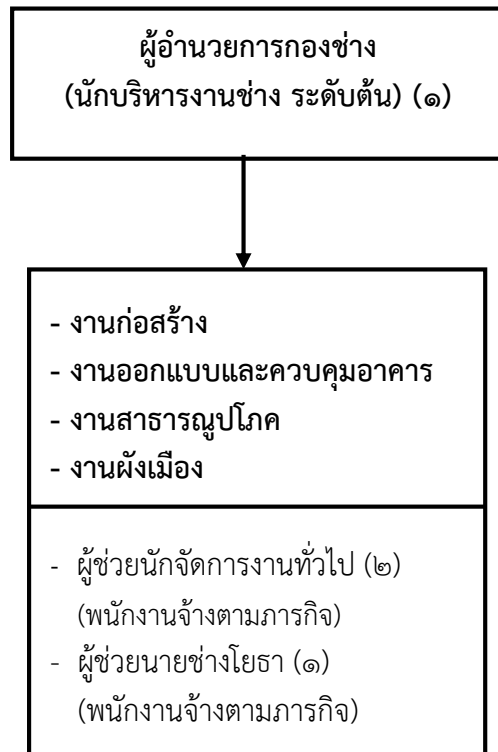 ผู้อำนวยการกองช่าง
(นักบริหารงานช่าง ระดับต้น) (๑)
- งานก่อสร้าง
- งานออกแบบและควบคุมอาคาร
- งานสาธารณูปโภค
- งานผังเมือง
- ผู้ช่วยนักจัดการงานทั่วไป (๒)
(พนักงานจ้างตามภารกิจ)
- ผู้ช่วยนายช่างโยธา (๑)
(พนักงานจ้างตามภารกิจ)